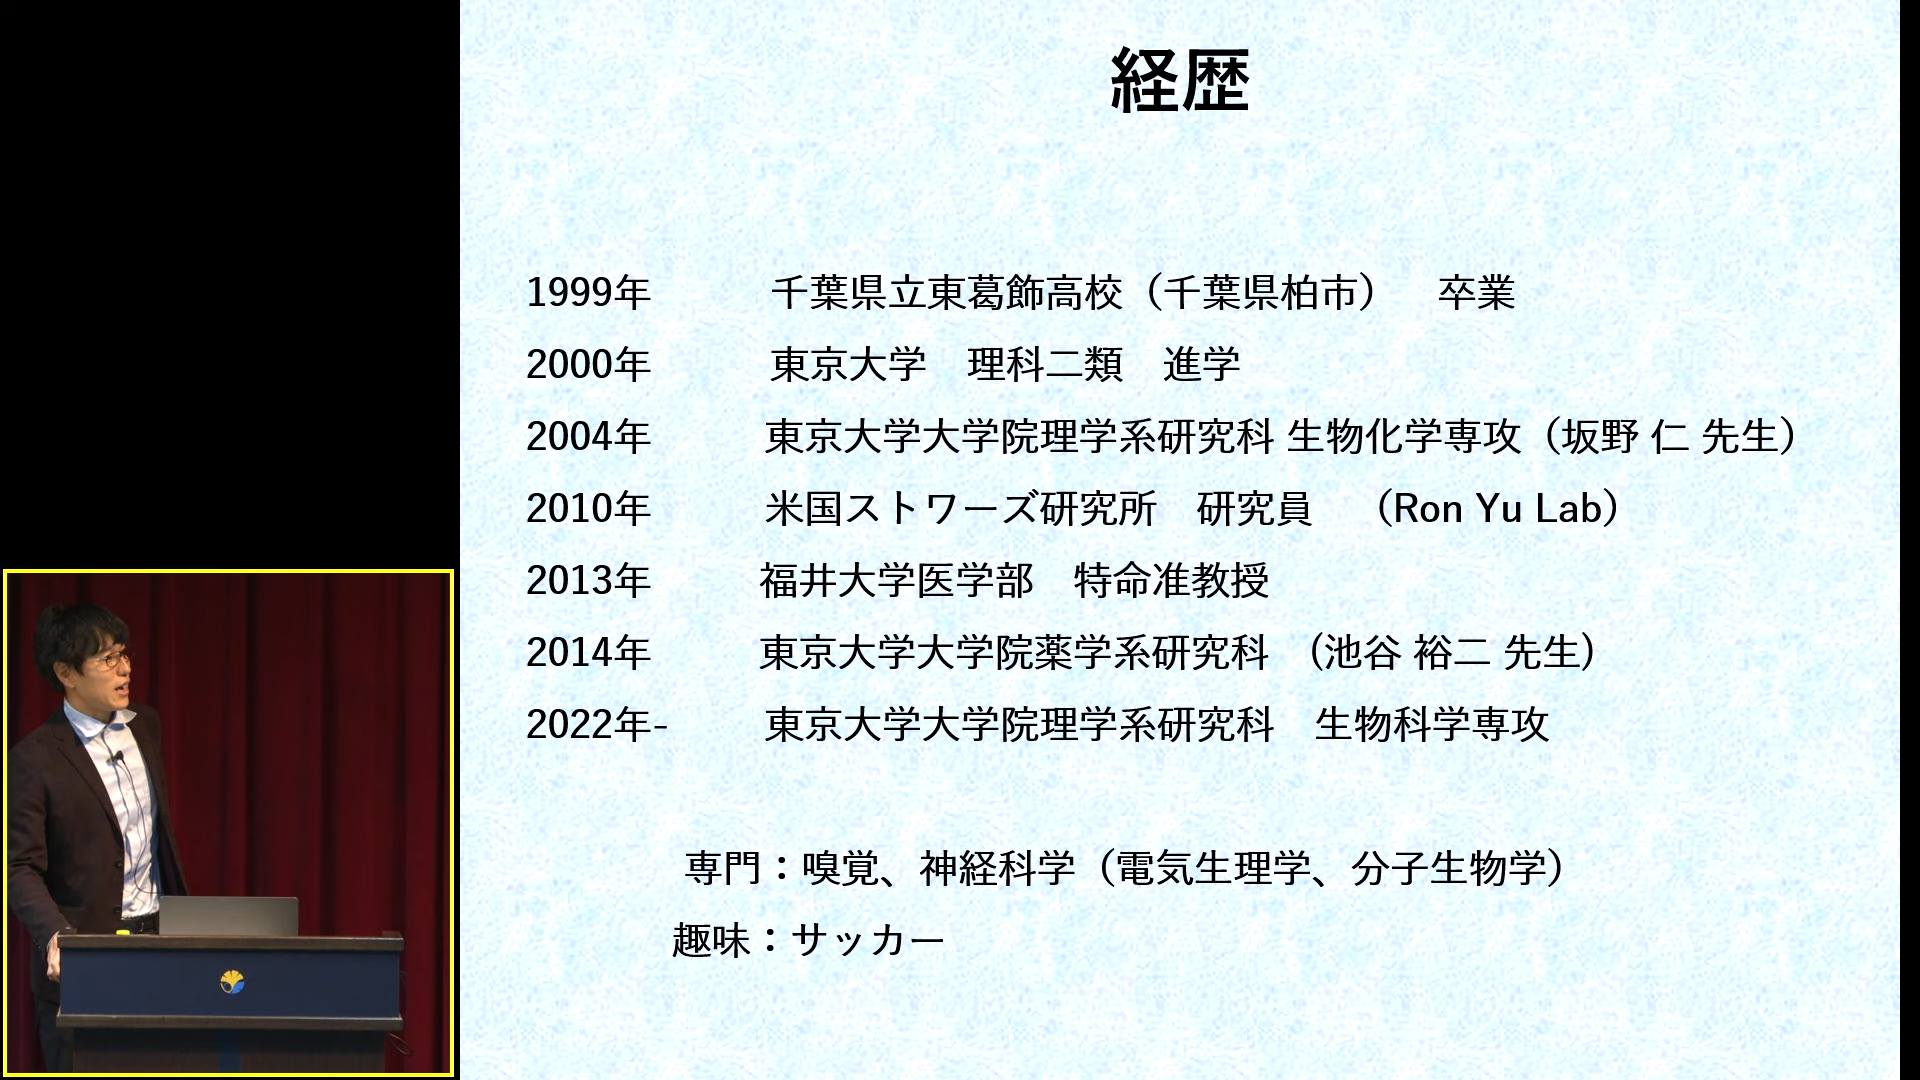 経歴
1999年 千葉県立東葛飾高校（千葉県柏市） 卒業
2000年 東京大学 理科二類 進学
2004年 東京大学大学院理学系研究科 生物化学専攻（坂野 仁 先生）
2010年 米国ストワーズ研究所 研究員 （Ron Yu Lab）
2013年 福井大学医学部 特命准教授
2014年 東京大学大学院薬学系研究科 （池谷 裕二 先生）
2022年- 東京大学大学院理学系研究科 生物科学専攻
専門：嗅覚、神経科学（電気生理学、分子生物学）
趣味：サッカー